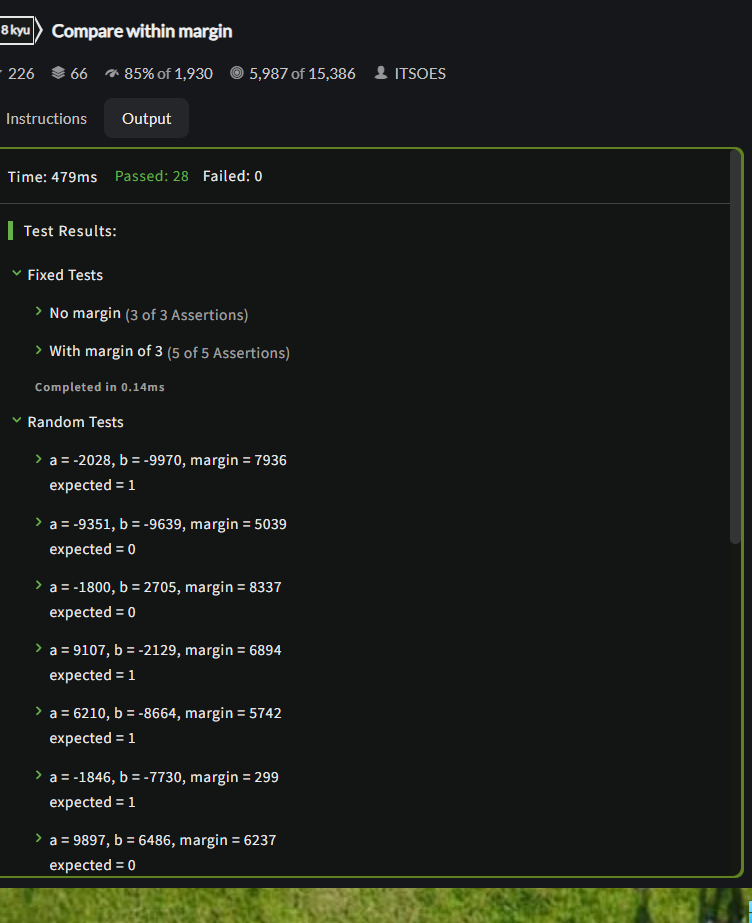 8 kyu Compare within margin
226 66 85% of 1,930 5,987 of 15,386 ITSOES
Instructions Output
Time: 479ms Passed: 28 Failed: 0
Test Results:
Fixed Tests
No margin (3 of 3 Assertions)
With margin of 3 (5 of 5 Assertions)
Completed in 0.14ms
Random Tests
a = -2028, b = -9970, margin = 7936
expected = 1
a = -9351, b = -9639, margin = 5039
expected = 0
a = -1800, b = 2705, margin = 8337
expected = 0
a = 9107, b = -2129, margin = 6894
expected = 1
a = 6210, b = -8664, margin = 5742
expected = 1
a = -1846, b = -7730, margin = 299
expected = 1
a = 9897, b = 6486, margin = 6237
expected = 0